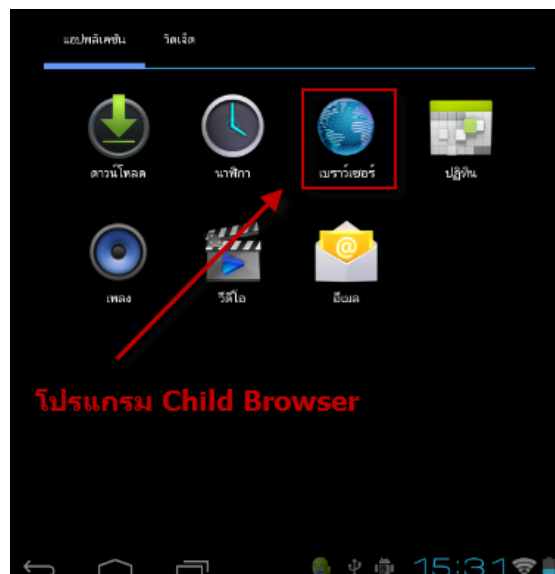 แอปพลิเคชัน วิดเจ็ต
ดาวน์โหลด นาฬิกา เบราว์เซอร์ ปฏิทิน
เพลง วิดีโอ อีเมล
โปรแกรม Child Browser
15:31